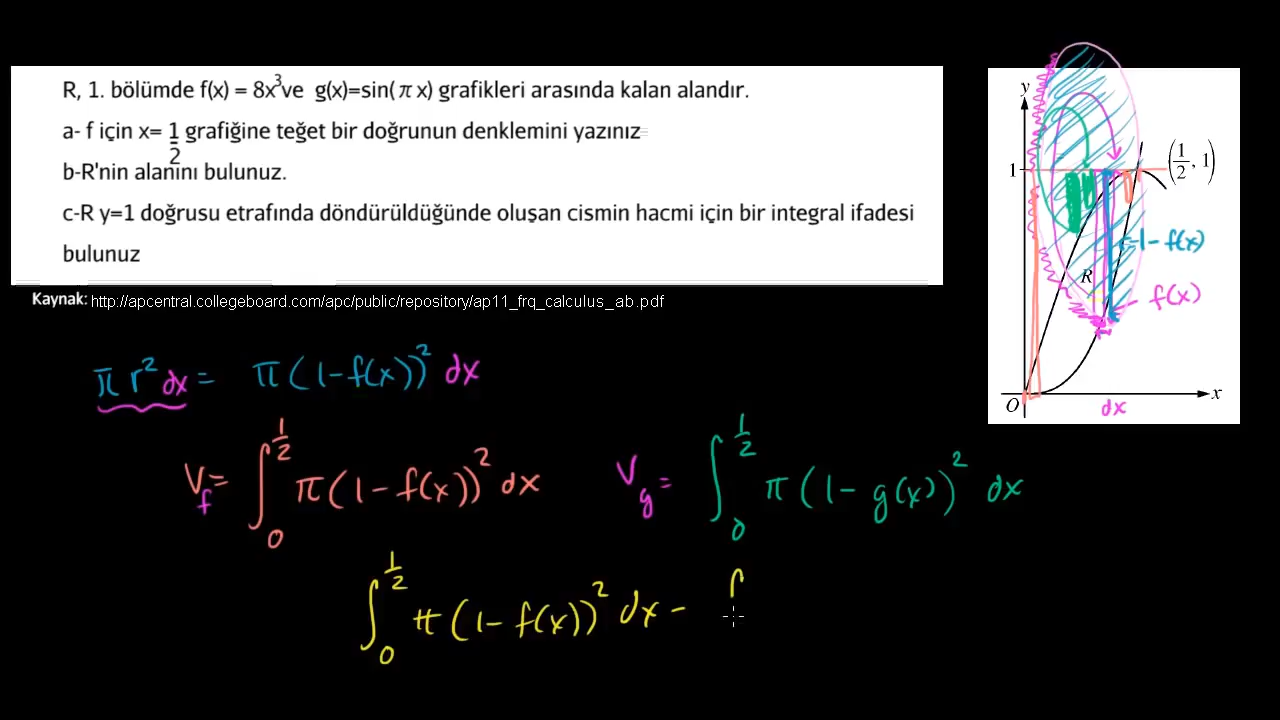 R, 1. bölümde f(x) = 8x³ve g(x)=sin(π x) grafikleri arasında kalan alandır.
a- f için x= 1/2 grafiğine teğet bir doğrunun denklemini yazınız
b-R'nin alanını bulunuz.
c-R y=1 doğrusu etrafında döndürüldüğünde oluşan cismin hacmi için bir integral ifadesi
bulunuz
Kaynak: http://apcentral.collegeboard.com/apc/public/repository/ap11_frq_calculus_ab.pdf
y
1
(1/2, 1)
1-f(x)
R
f(x)
O
x
dx
π r² dx = π(1-f(x))² dx
V_f = ∫₀^(1/2) π(1-f(x))² dx
V_g = ∫₀^(1/2) π(1-g(x))² dx
∫₀^(1/2) π(1-f(x))² dx -